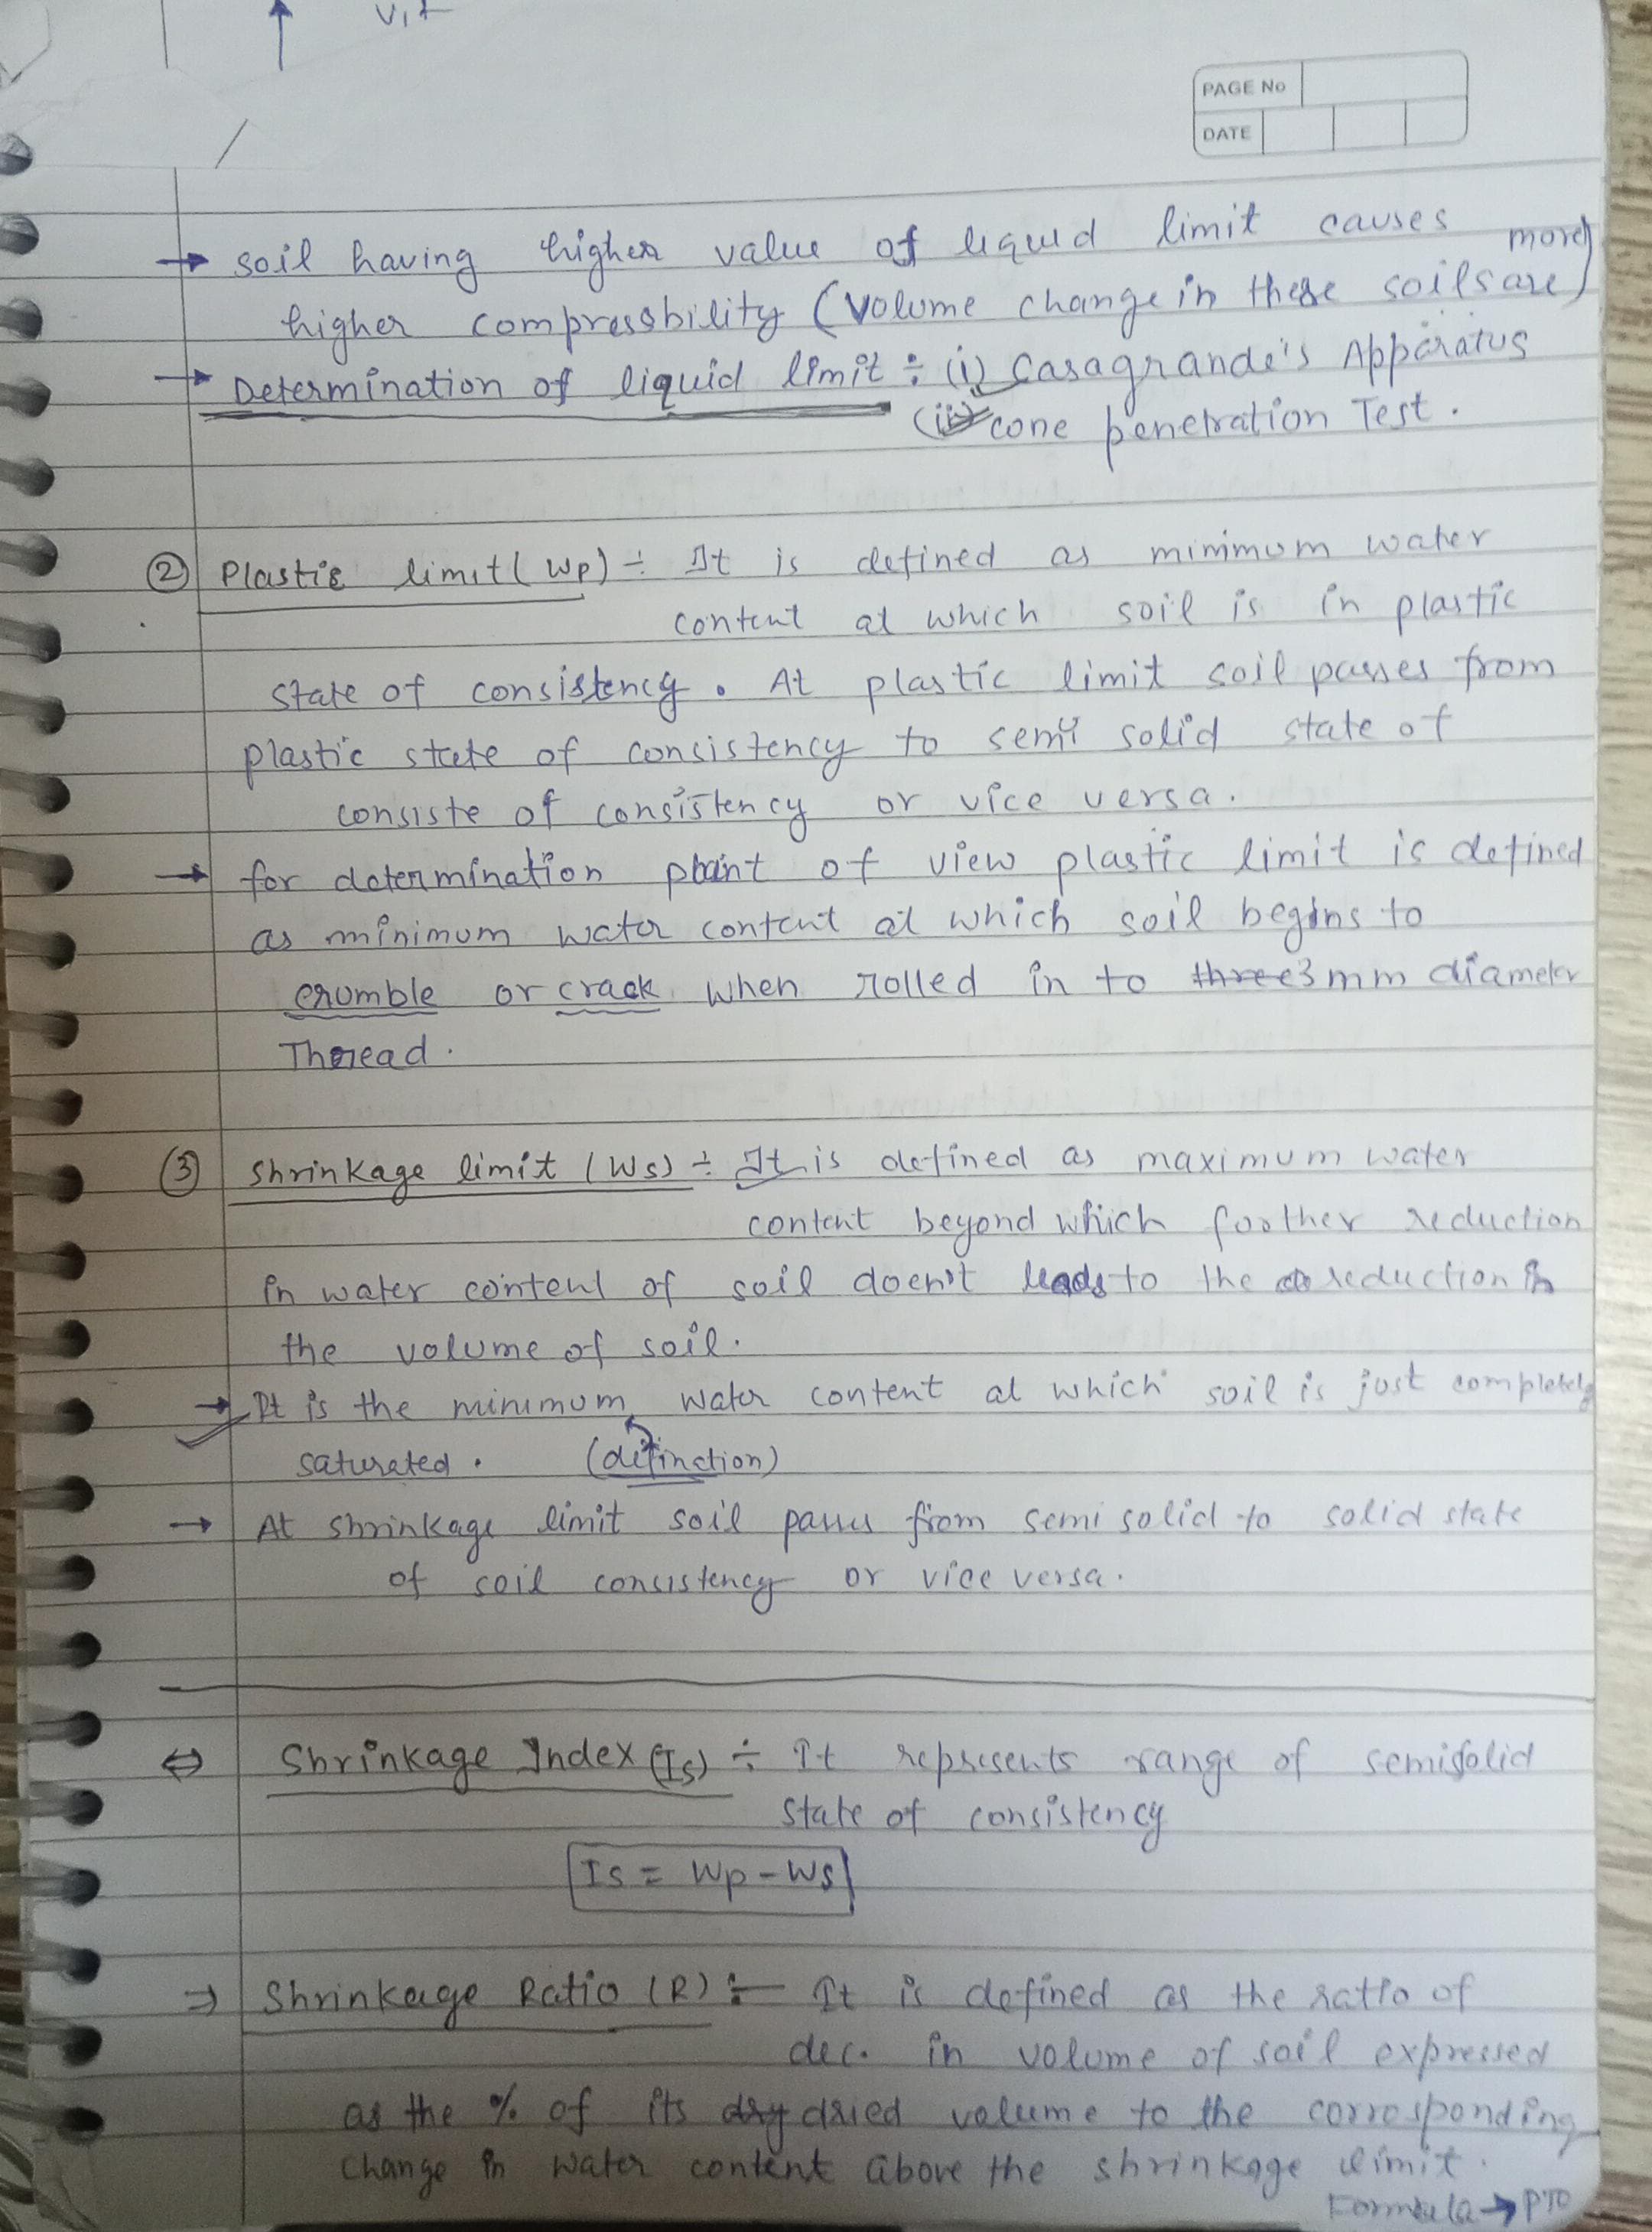 PAGE No
DATE
→ soil having higher value of liquid limit causes
higher compressbility (volume change in these soils are more)
→ Determination of liquid limit ÷ (i) Casagrande's Apparatus
(ii) cone penetration Test.
② Plastic limit (Wp) ÷ It is defined as minimum water
content at which soil is in plastic
state of consistency. At plastic limit soil passes from
plastic state of consistency to semi solid state of
consiste of consistency or vice versa.
→ for determination point of view plastic limit is defined
as minimum water content at which soil begins to
crumble or crack when rolled in to three 3 mm diameter
Thread.
③ Shrinkage limit (Ws) ÷ It is defined as maximum water
content beyond which foother reduction
in water content of soil doen't leads to the reduction in
the volume of soil.
→ It is the minimum water content at which soil is just completely
saturated. (definction)
→ At shrinkage limit soil passes from semi solid to solid state
of soil consistency or vice versa.
⇔ Shrinkage Index (Is) ÷ It represents range of semisolid
state of consistency
Is = Wp - Ws
⇒ Shrinkage Ratio (R) :- It is defined as the ratio of
dec. in volume of soil expressed
as the % of its dry dried volume to the corresponding
change in water content above the shrinkage limit.
Formula → PTO